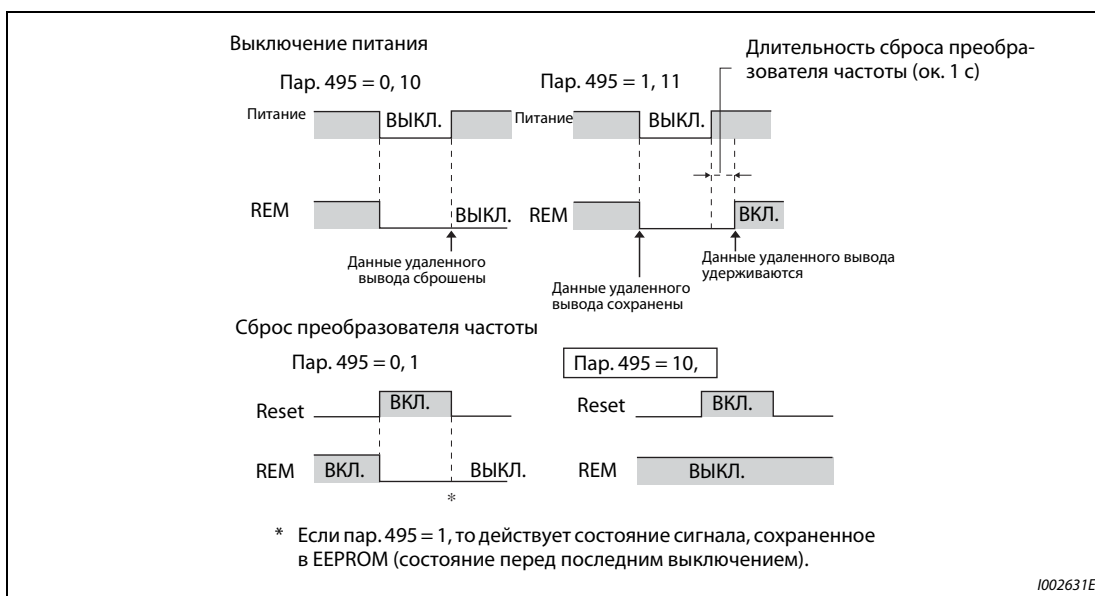 Выключение питания
Длительность сброса преобра-
зователя частоты (ок. 1 с)
Пар. 495 = 0, 10
Пар. 495 = 1, 11
Питание
ВЫКЛ.
Питание
ВЫКЛ.
REM
ВЫКЛ.
REM
ВКЛ.
Данные удаленного
вывода сброшены
Данные удаленного вывода
удерживаются
Данные удаленного
вывода сохранены
Сброс преобразователя частоты
Пар. 495 = 0, 1
Пар. 495 = 10,
Reset
ВКЛ.
Reset
ВКЛ.
REM
ВКЛ.
ВЫКЛ.
REM
ВЫКЛ.
*
* Если пар. 495 = 1, то действует состояние сигнала, сохраненное
в EEPROM (состояние перед последним выключением).
I002631E